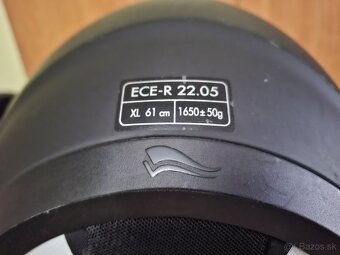 ECE-R 22.05
XL 61 cm 1650±50g
© Bazos.sk